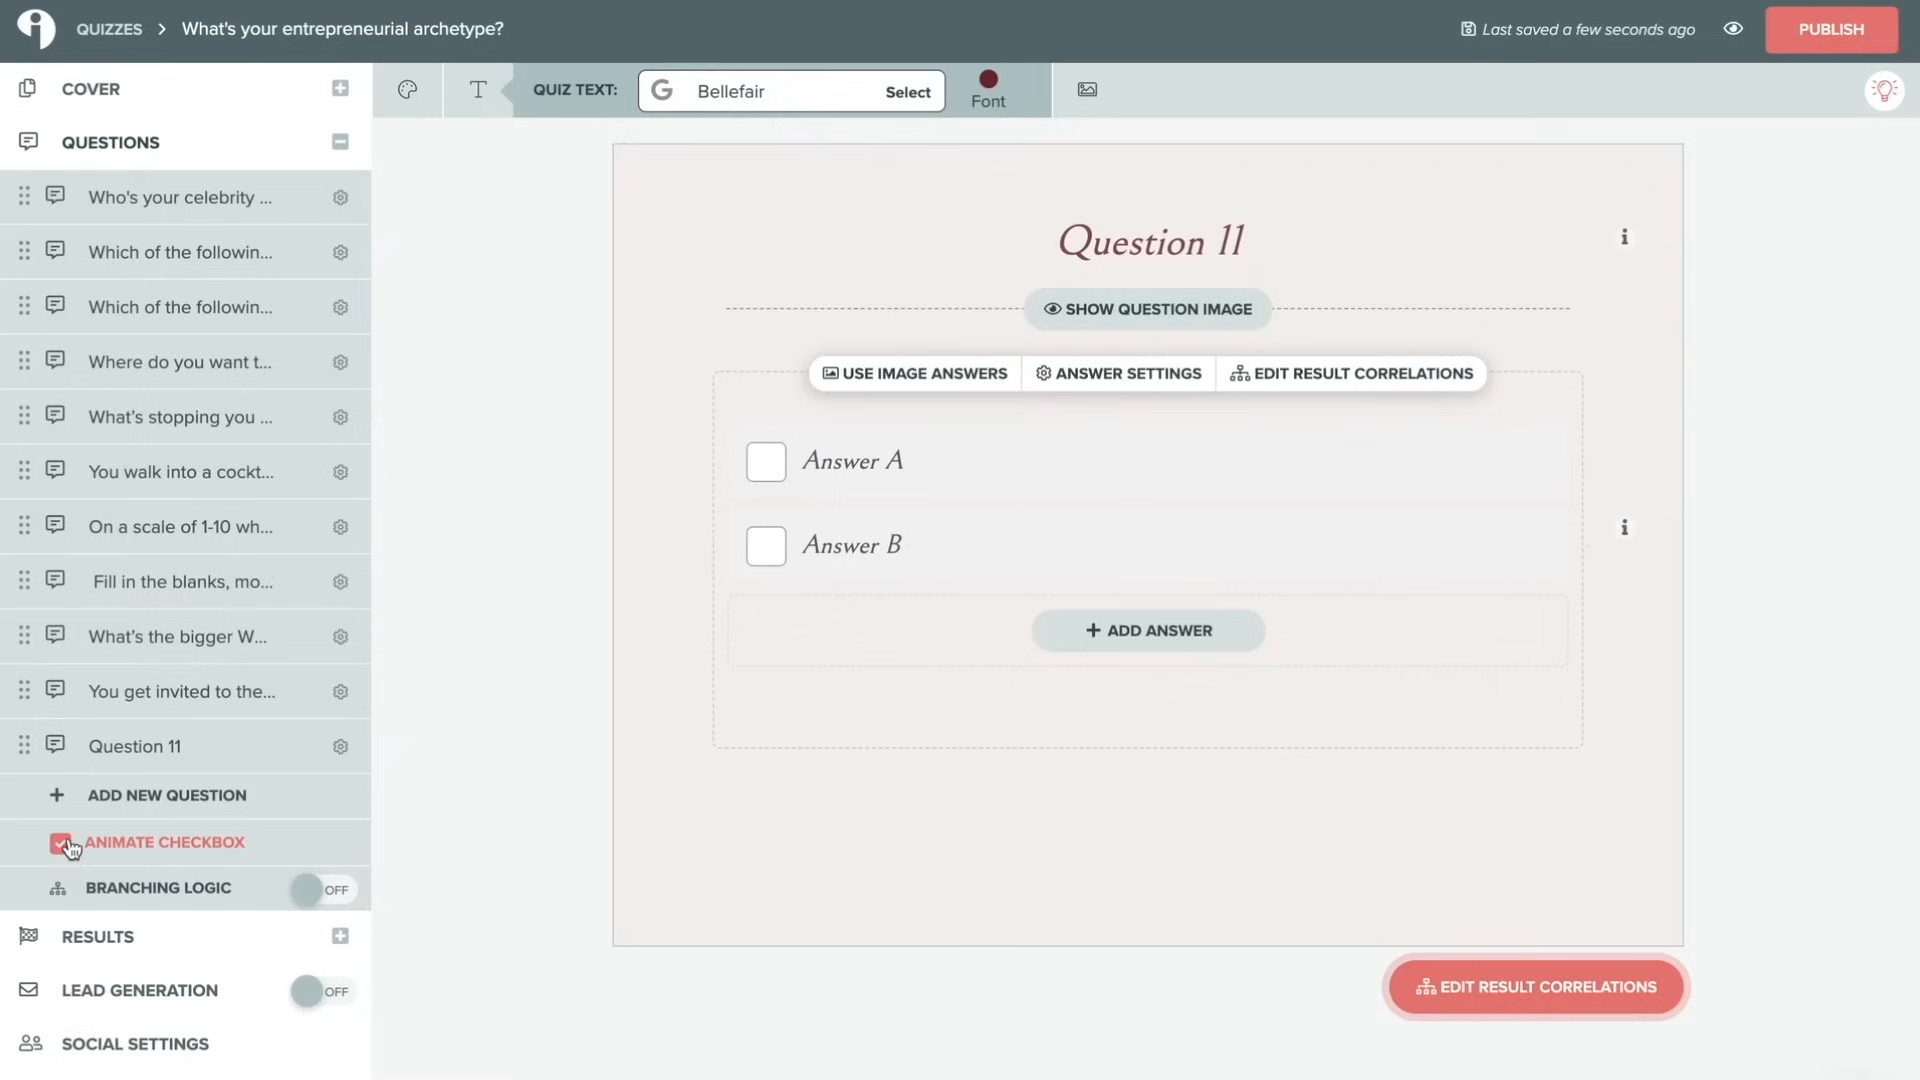 QUIZZES > What's your entrepreneurial archetype?
Last saved a few seconds ago
PUBLISH
COVER
QUIZ TEXT:
G Bellefair Select
Font
QUESTIONS
Who's your celebrity ...
Which of the followin...
Which of the followin...
Where do you want t...
What's stopping you ...
You walk into a cockt...
On a scale of 1-10 wh...
Fill in the blanks, mo...
What's the bigger W...
You get invited to the...
Question 11
ADD NEW QUESTION
ANIMATE CHECKBOX
BRANCHING LOGIC OFF
RESULTS
LEAD GENERATION OFF
SOCIAL SETTINGS
Question 11
SHOW QUESTION IMAGE
USE IMAGE ANSWERS
ANSWER SETTINGS
EDIT RESULT CORRELATIONS
Answer A
Answer B
+ ADD ANSWER
EDIT RESULT CORRELATIONS